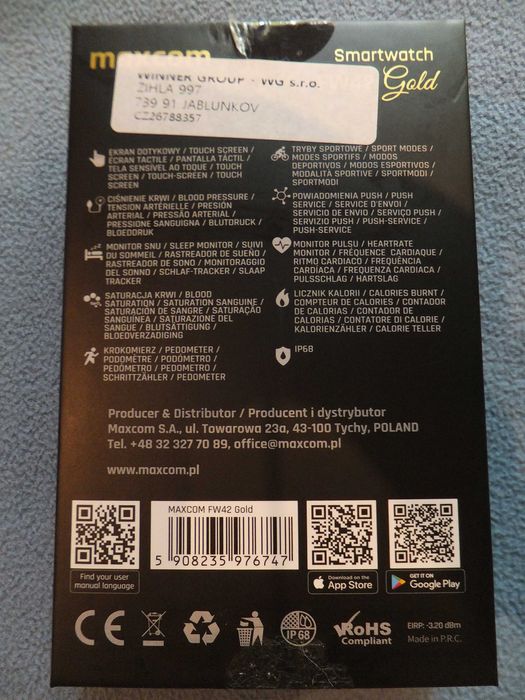 maxcom
Smartwatch
Gold
WINNER GROUP - WG s.r.o.
ŽIHLA 997
739 91 JABLUNKOV
CZ26788357
EKRAN DOTYKOWY / TOUCH SCREEN /
ÉCRAN TACTILE / PANTALLA TÁCTIL /
TELA SENSÍVEL AO TOQUE / TOUCH
SCREEN / TOUCH-SCREEN / TOUCH
SCREEN
CIŚNIENIE KRWI / BLOOD PRESSURE /
TENSION ARTÉRIELLE / PRESIÓN
ARTERIAL / PRESSÃO ARTERIAL /
PRESSIONE SANGUIGNA / BLUTDRUCK /
BLOEDDRUK
MONITOR SNU / SLEEP MONITOR / SUIVI
DU SOMMEIL / RASTREADOR DE SUEÑO /
RASTREADOR DE SONO / MONITORAGGIO
DEL SONNO / SCHLAF-TRACKER / SLAAP
TRACKER
SATURACJA KRWI / BLOOD
SATURATION / SATURATION SANGUINE /
SATURACIÓN DE SANGRE / SATURAÇÃO
SANGUÍNEA / SATURAZIONE DEL
SANGUE / BLUTSÄTTIGUNG /
BLOEDVERZADIGING
KROKOMIERZ / PEDOMETER /
PODOMÈTRE / PODÓMETRO /
PEDÔMETRO / PEDOMETRO /
SCHRITTZÄHLER / PEDOMETER
TRYBY SPORTOWE / SPORT MODES /
MODES SPORTIFS / MODOS
DEPORTIVOS / MODOS ESPORTIVOS /
MODALITÀ SPORTIVE / SPORTMODI /
SPORTMODI
POWIADOMIENIA PUSH / PUSH
SERVICE / SERVICE D'ENVOI /
SERVICIO DE ENVIO / SERVIÇO PUSH /
SERVIZIO PUSH / PUSH-SERVICE /
PUSH-SERVICE
MONITOR PULSU / HEARTRATE
MONITOR / FRÉQUENCE CARDIAQUE /
RITMO CARDIACO / FREQUÊNCIA
CARDÍACA / FREQUENZA CARDIACA /
PULSSCHLAG / HARTSLAG
LICZNIK KALORII / CALORIES BURNT /
COMPTEUR DE CALORIES / CONTADOR
DE CALORIAS / CONTADOR DE
CALORIAS / CONTATORE DI CALORIE /
KALORIENZÄHLER / CALORIE TELLER
IP68
Producer & Distributor / Producent i dystrybutor
Maxcom S.A., ul. Towarowa 23a, 43-100 Tychy, POLAND
Tel. +48 32 327 70 89, office@maxcom.pl
www.maxcom.pl
MAXCOM FW42 Gold
5 908235 976747
Find your user
manual language
Download on the
App Store
GET IT ON
Google Play
CE
IP 68
RoHS
Compliant
EIRP: -3.20 dBm
Made in P.R.C.